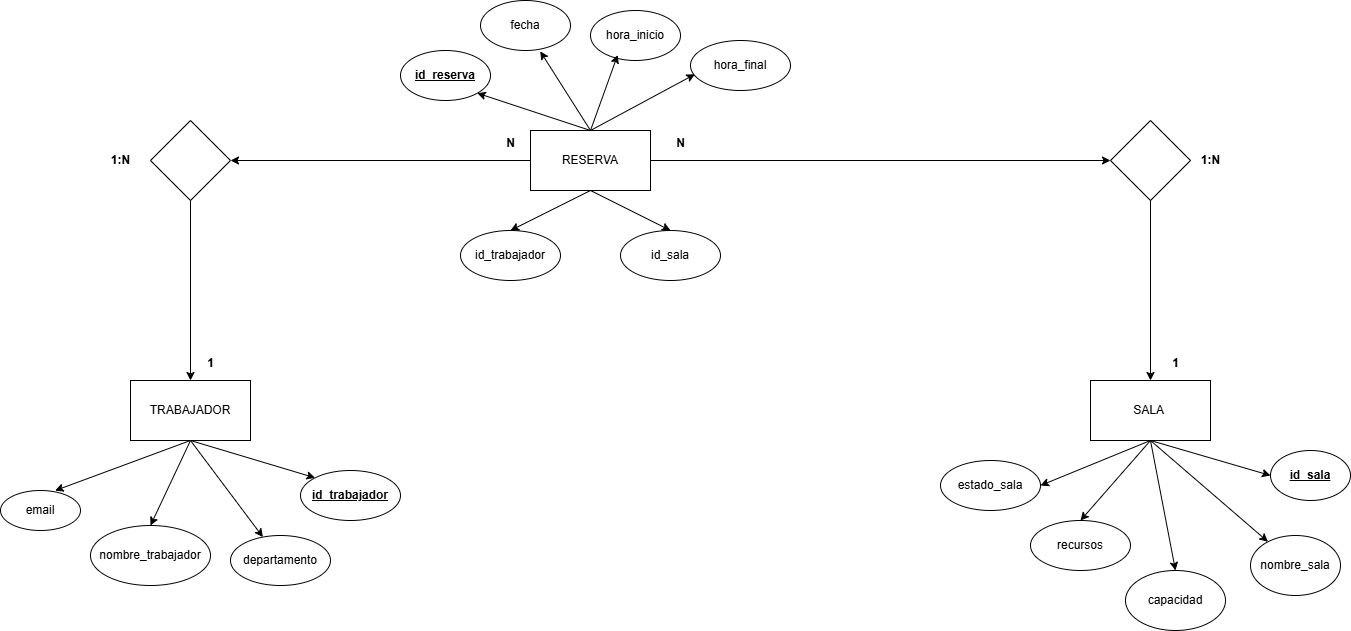 fecha
hora_inicio
hora_final
id_reserva
N
N
1:N
RESERVA
1:N
id_trabajador
id_sala
1
1
TRABAJADOR
SALA
id_sala
estado_sala
id_trabajador
email
recursos
nombre_trabajador
departamento
nombre_sala
capacidad